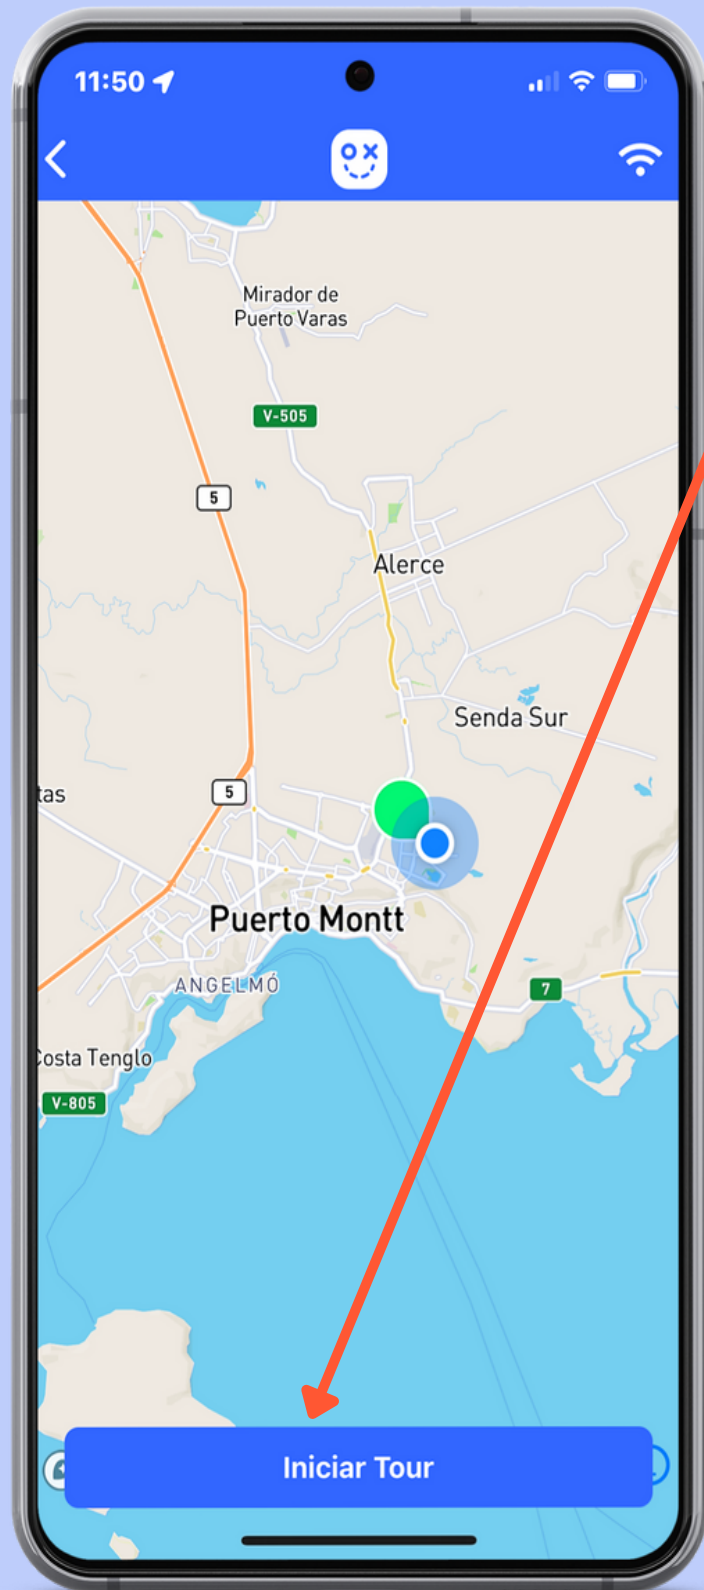 11:50
Mirador de
Puerto Varas
V-505
5
Alerce
Senda Sur
tas
5
Puerto Montt
ANGELMÓ
7
Costa Tenglo
V-805
Iniciar Tour